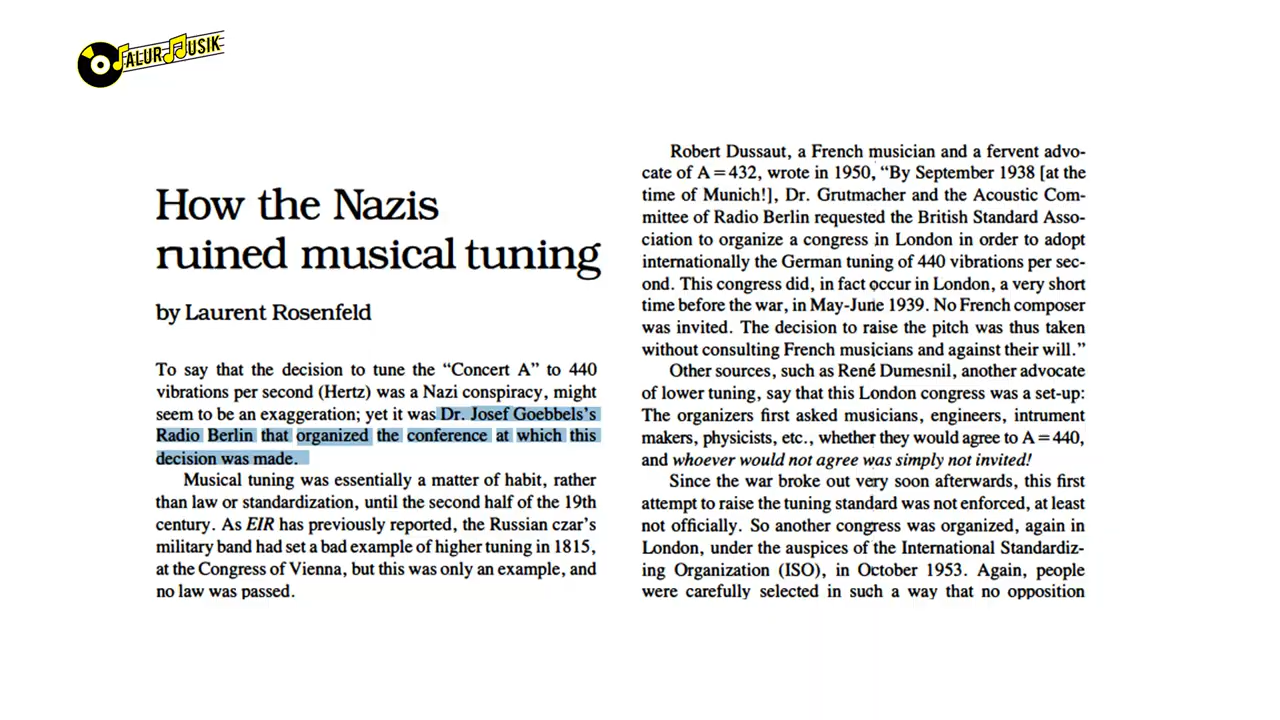 ALUR MUSIK
How the Nazis
ruined musical tuning
by Laurent Rosenfeld
To say that the decision to tune the “Concert A” to 440
vibrations per second (Hertz) was a Nazi conspiracy, might
seem to be an exaggeration; yet it was Dr. Josef Goebbels’s
Radio Berlin that organized the conference at which this
decision was made.
Musical tuning was essentially a matter of habit, rather
than law or standardization, until the second half of the 19th
century. As EIR has previously reported, the Russian czar’s
military band had set a bad example of higher tuning in 1815,
at the Congress of Vienna, but this was only an example, and
no law was passed.
Robert Dussaut, a French musician and a fervent advo-
cate of A = 432, wrote in 1950, “By September 1938 [at the
time of Munich!], Dr. Grutmacher and the Acoustic Com-
mittee of Radio Berlin requested the British Standard Asso-
ciation to organize a congress in London in order to adopt
internationally the German tuning of 440 vibrations per sec-
ond. This congress did, in fact occur in London, a very short
time before the war, in May-June 1939. No French composer
was invited. The decision to raise the pitch was thus taken
without consulting French musicians and against their will.”
Other sources, such as René Dumesnil, another advocate
of lower tuning, say that this London congress was a set-up:
The organizers first asked musicians, engineers, intrument
makers, physicists, etc., whether they would agree to A = 440,
and whoever would not agree was simply not invited!
Since the war broke out very soon afterwards, this first
attempt to raise the tuning standard was not enforced, at least
not officially. So another congress was organized, again in
London, under the auspices of the International Standardiz-
ing Organization (ISO), in October 1953. Again, people
were carefully selected in such a way that no opposition